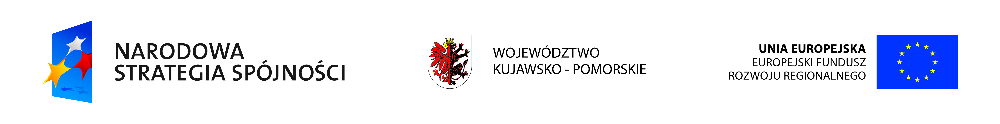 NARODOWA
STRATEGIA SPÓJNOŚCI
WOJEWÓDZTWO
KUJAWSKO - POMORSKIE
UNIA EUROPEJSKA
EUROPEJSKI FUNDUSZ
ROZWOJU REGIONALNEGO